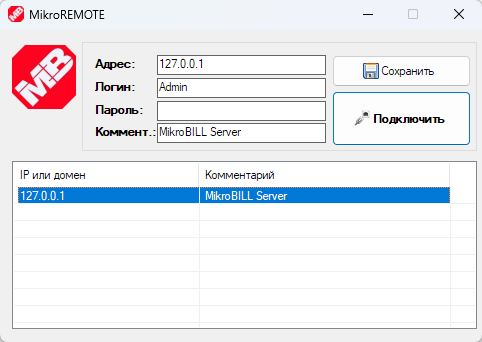 MikroREMOTE
MB
Адрес: 127.0.0.1
Сохранить
Логин: Admin
Пароль:
Подключить
Коммент.: MikroBILL Server
IP или домен Комментарий
127.0.0.1 MikroBILL Server